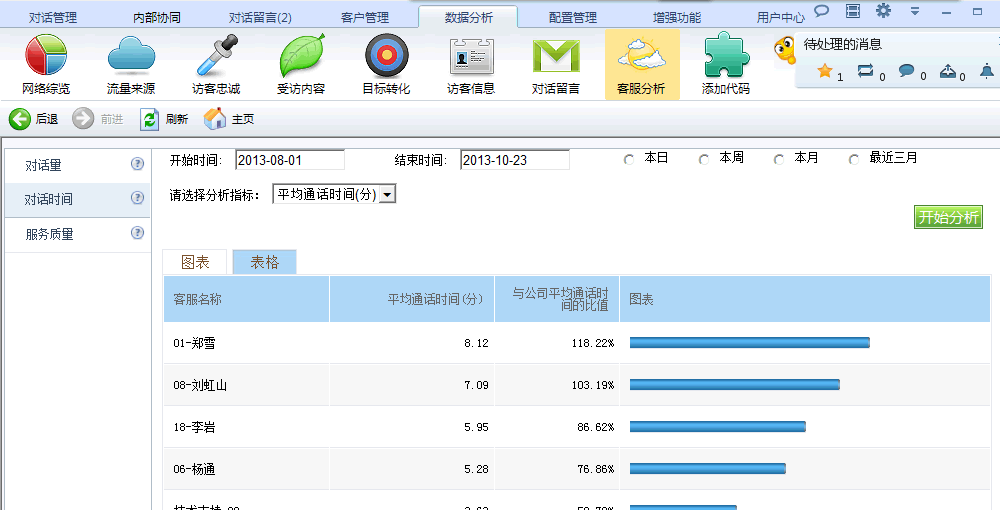 对话管理 内部协同 对话留言(2) 客户管理 数据分析 配置管理 增强功能 用户中心
待处理的消息
1 0 0 0
网络综览 流量来源 访客忠诚 受访内容 目标转化 访客信息 对话留言 客服分析 添加代码
后退 前进 刷新 主页
对话量
对话时间
服务质量
开始时间: 2013-08-01 结束时间: 2013-10-23 本日 本周 本月 最近三月
请选择分析指标: 平均通话时间(分)
开始分析
图表 表格
客服名称 平均通话时间(分) 与公司平均通话时
间的比值 图表
01-郑雪 8.12 118.22%
08-刘虹山 7.09 103.19%
18-李岩 5.95 86.62%
06-杨通 5.28 76.86%